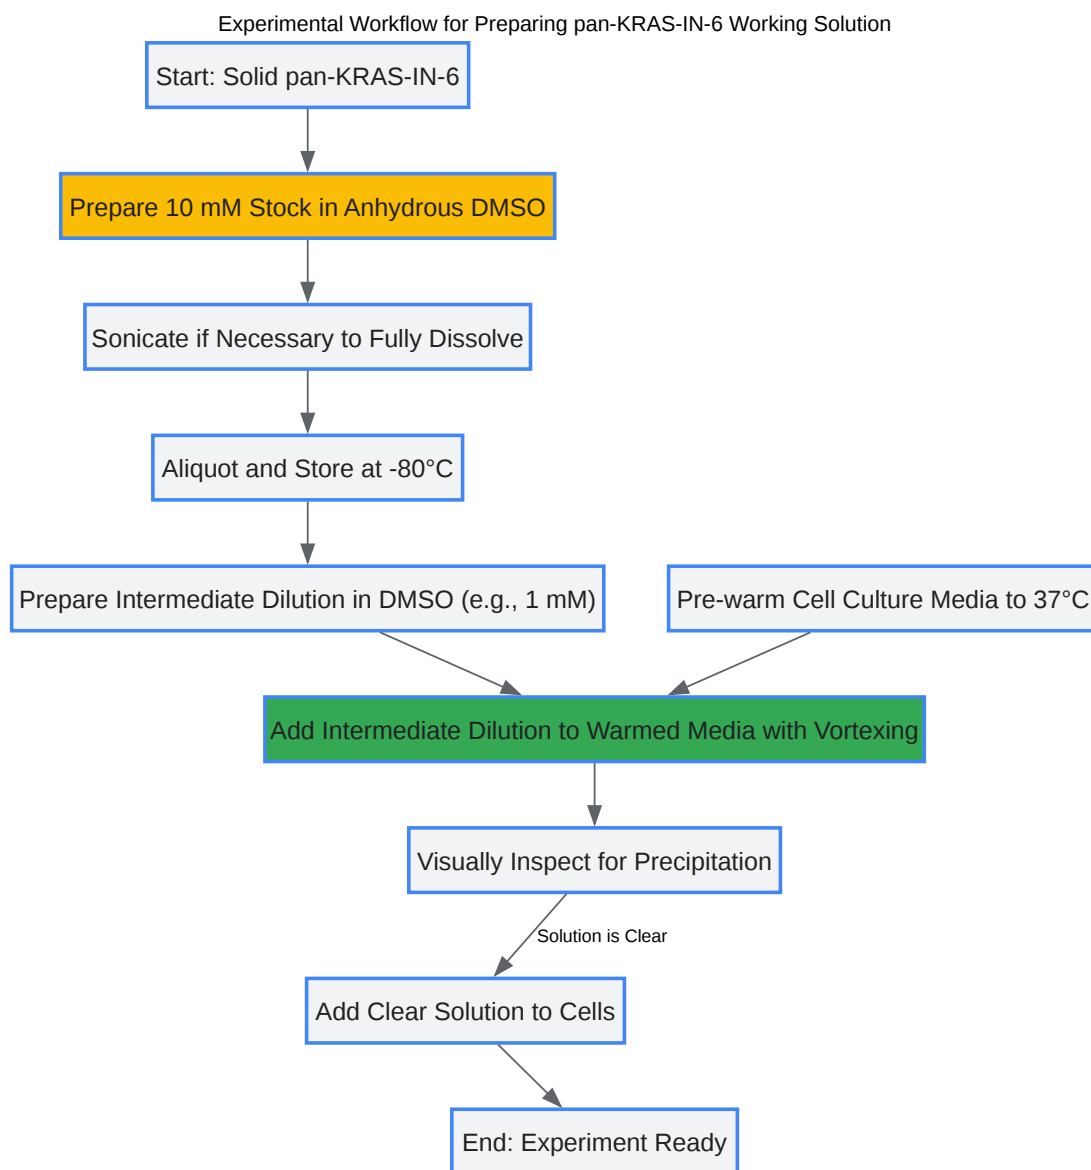 Experimental Workflow for Preparing pan-KRAS-IN-6 Working Solution
Start: Solid pan-KRAS-IN-6
Prepare 10 mM Stock in Anhydrous DMSO
Sonicate if Necessary to Fully Dissolve
Aliquot and Store at -80°C
Prepare Intermediate Dilution in DMSO (e.g., 1 mM)
Pre-warm Cell Culture Media to 37°C
Add Intermediate Dilution to Warmed Media with Vortexing
Visually Inspect for Precipitation
Solution is Clear
Add Clear Solution to Cells
End: Experiment Ready